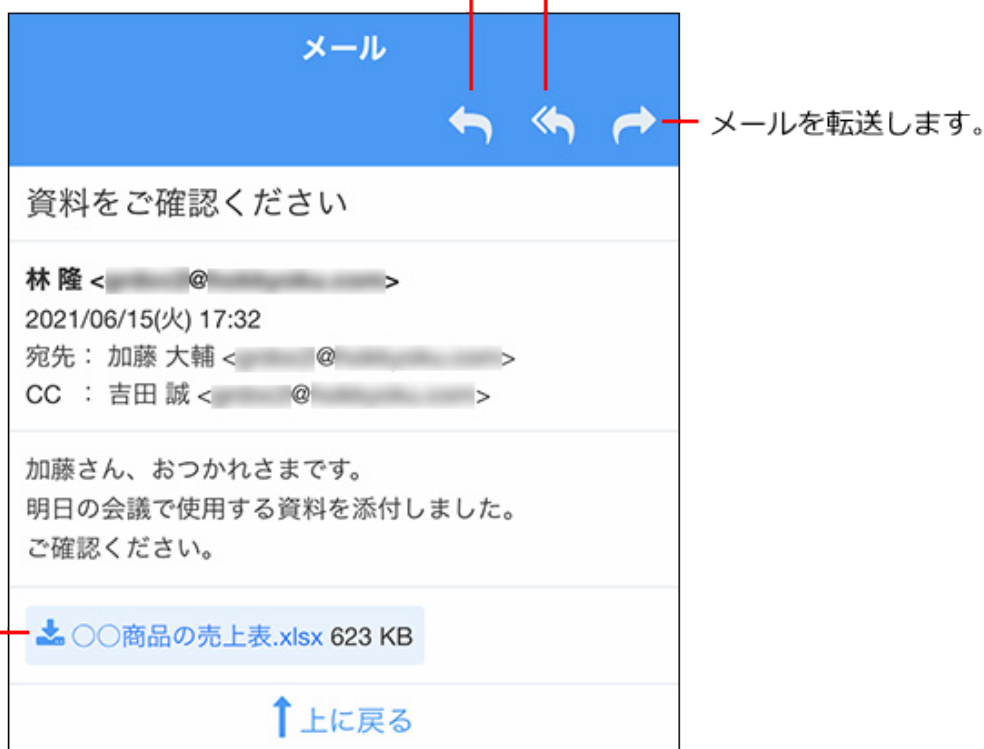 メール
メールを転送します。
資料をご確認ください
林 隆 < @ >
2021/06/15(火) 17:32
宛先： 加藤 大輔 < @ >
CC ： 吉田 誠 < @ >
加藤さん、おつかれさまです。
明日の会議で使用する資料を添付しました。
ご確認ください。
○○商品の売上表.xlsx 623 KB
上に戻る